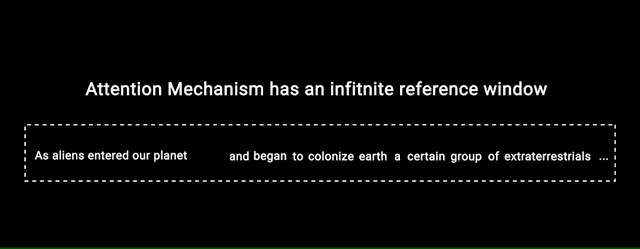 Attention Mechanism has an infitnite reference window
As aliens entered our planet and began to colonize earth a certain group of extraterrestrials ...